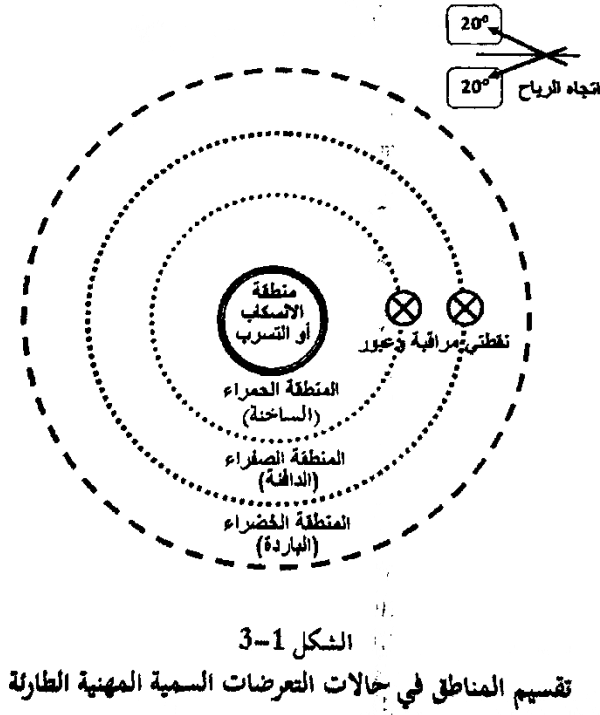 20°
20°
اتجاه الرياح
منطقة
الانسكاب
أو التسرب
نقطتي مراقبة وعبور
المنطقة الحمراء
(الساخنة)
المنطقة الصفراء
(الدافئة)
المنطقة الخضراء
(الباردة)
الشكل 1-3
تقسيم المناطق في حالات التعرضات السمية المهنية الطارئة